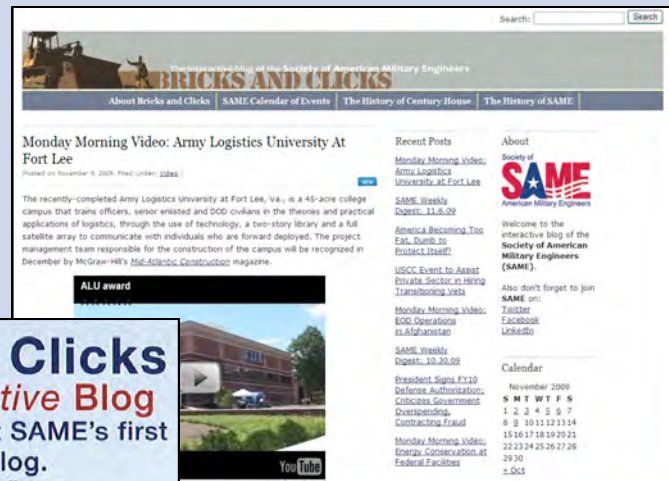 Search:
Search
The Interactive blog of the Society of American Military Engineers
BRICKS AND CLICKS
About Bricks and Clicks
SAME Calendar of Events
The History of Century House
The History of SAME
Monday Morning Video: Army Logistics University At
Fort Lee
Posted on November 9, 2009, Filed Under: Video
The recently-completed Army Logistics University at Fort Lee, Va., is a 45-acre college
campus that trains officers, senior enlisted and DOD civilians in the theories and practical
applications of logistics, through the use of technology, a two-story library and a full
satellite array to communicate with individuals who are forward deployed. The project
management team responsible for the construction of the campus will be recognized in
December by McGraw-Hill's Mid-Atlantic Construction magazine.
ALU award
YouTube
Clicks
tive Blog
t SAME's first
log.
Recent Posts
Monday Morning Video:
Army Logistics
University at Fort Lee
SAME Weekly
Digest: 11.6.09
America Becoming Too
Fat, Dumb to
Protect Itself?
USCC Event to Assist
Private Sector in Hiring
Transitioning Vets
Monday Morning Video:
EOD Operations
in Afghanistan
SAME Weekly
Digest: 10.30.09
President Signs FY10
Defense Authorization;
Criticizes Government
Overspending,
Contracting Fraud
Monday Morning Video:
Energy Conservation at
Federal Facilities
About
Society of
SAME
American Military Engineers
Welcome to the
interactive blog of the
Society of American
Military Engineers
(SAME).
Also don't forget to join
SAME on:
Twitter
Facebook
LinkedIn
Calendar
November 2009
S M T W T F S
1 2 3 4 5 6 7
8 9 10 11 12 13 14
15 16 17 18 19 20 21
22 23 24 25 26 27 28
29 30
« Oct